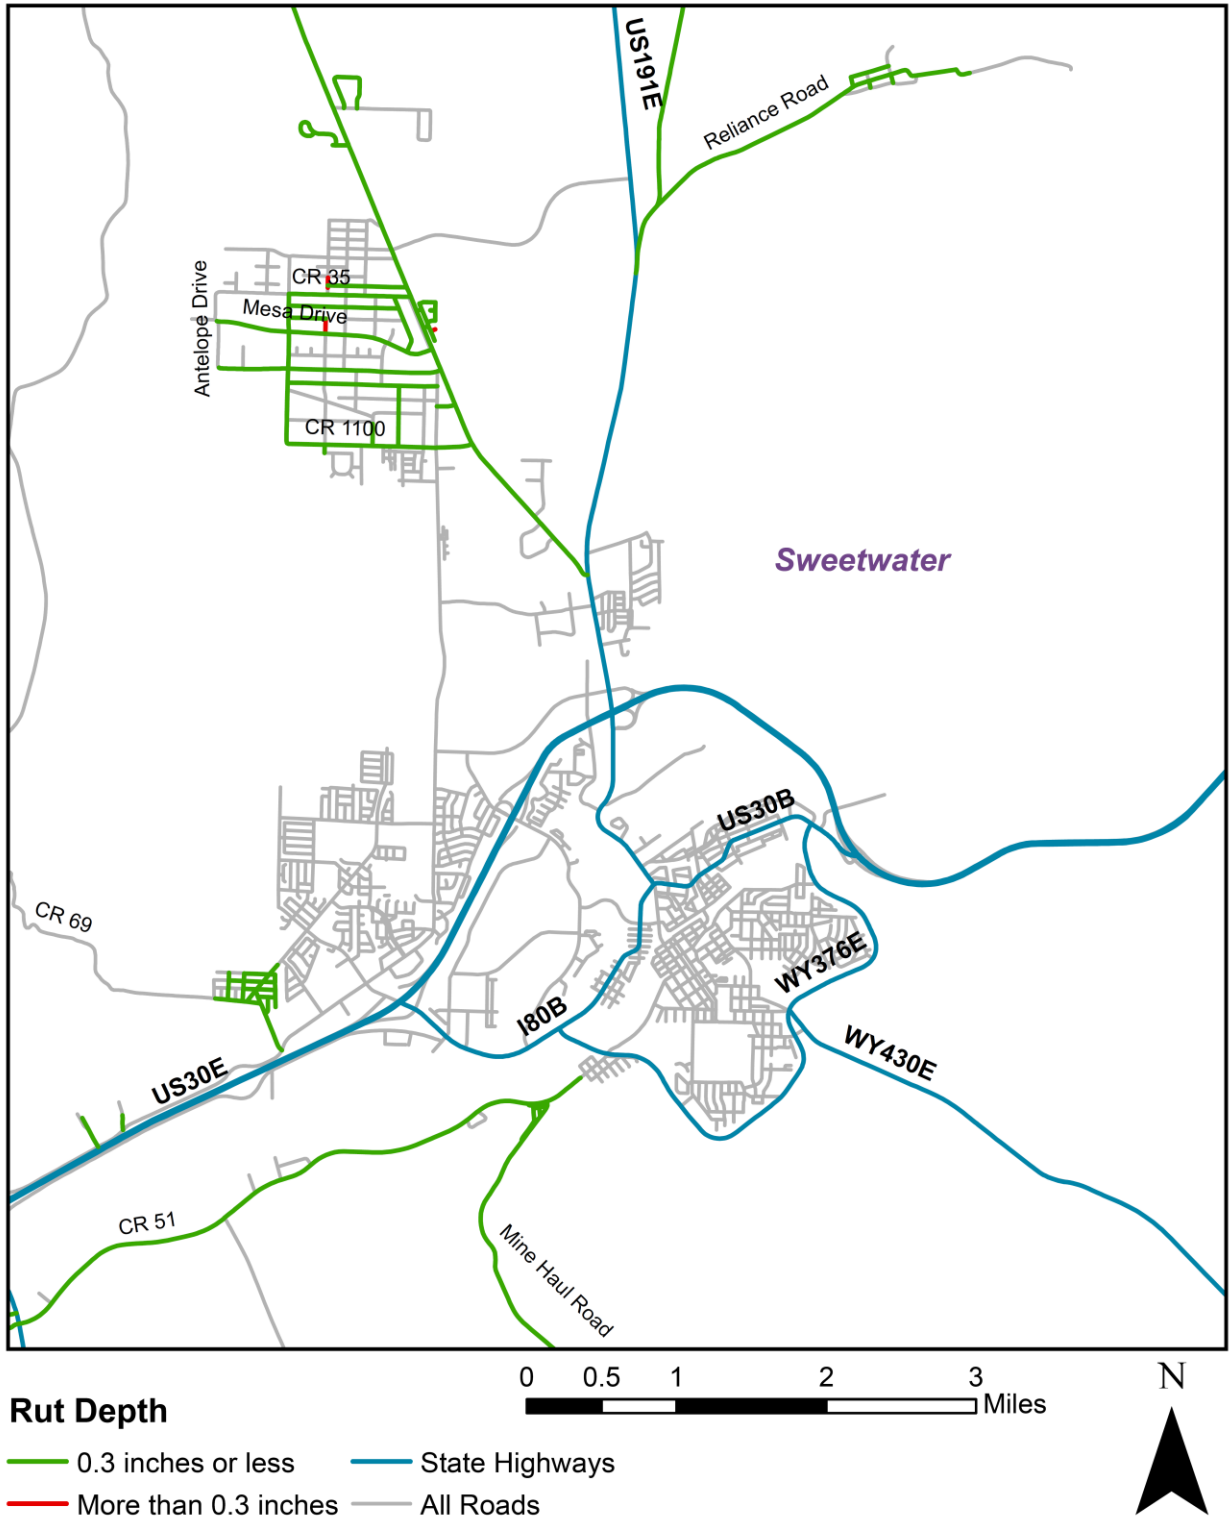 US191E
Reliance Road
CR 35
Mesa Drive
Antelope Drive
CR 1100
Sweetwater
US30B
CR 69
WY376E
I80B
WY430E
US30E
CR 51
Mine Haul Road
0 0.5 1 2 3
Miles
N
Rut Depth
0.3 inches or less
State Highways
More than 0.3 inches
All Roads